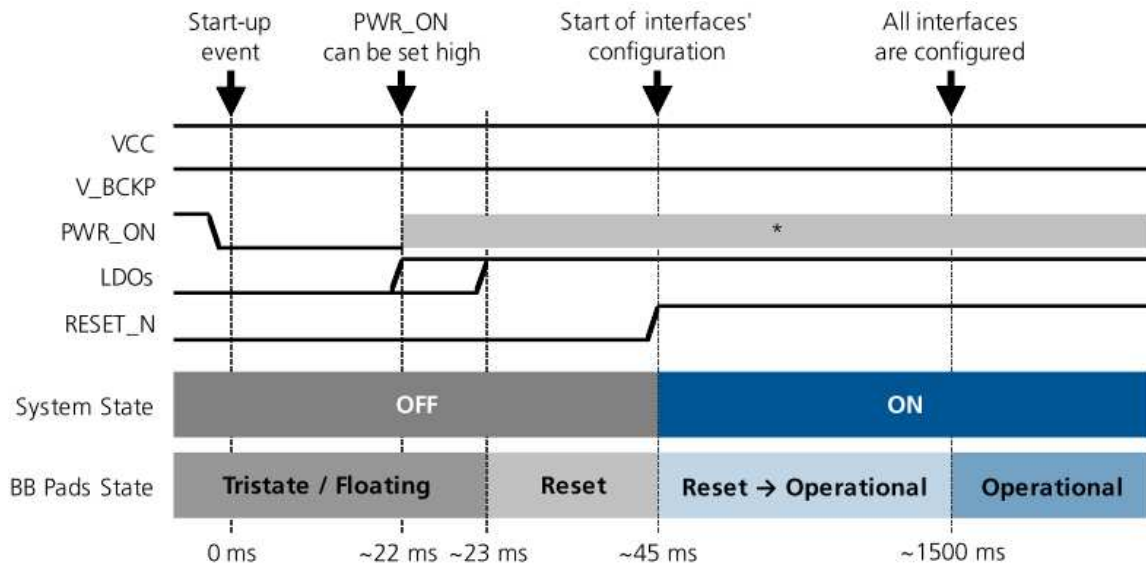 Start-up
event
PWR_ON
can be set high
Start of interfaces'
configuration
All interfaces
are configured
VCC
V_BCKP
PWR_ON
*
LDOs
RESET_N
System State
OFF
ON
BB Pads State
Tristate / Floating
Reset
Reset → Operational
Operational
0 ms
~22 ms
~23 ms
~45 ms
~1500 ms